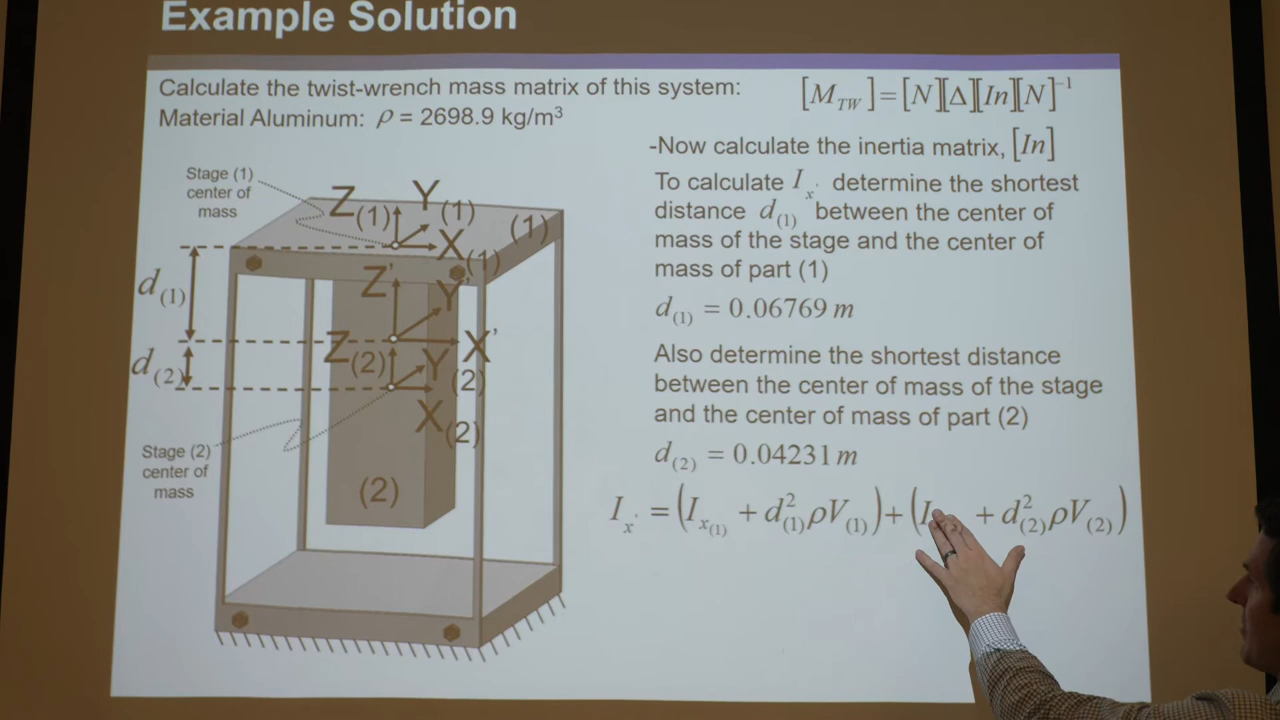 Example Solution
Calculate the twist-wrench mass matrix of this system:
Material Aluminum: ρ = 2698.9 kg/m³
[M_TW] = [N][Δ][In][N]⁻¹
-Now calculate the inertia matrix, [In]
To calculate I_x' determine the shortest
distance d_(1) between the center of
mass of the stage and the center of
mass of part (1)
d_(1) = 0.06769 m
Also determine the shortest distance
between the center of mass of the stage
and the center of mass of part (2)
d_(2) = 0.04231 m
I_x' = (I_x(1) + d²_(1)ρV_(1)) + (I + d²_(2)ρV_(2))
Stage (1)
center of
mass
Z(1)
Y(1)
X(1)
(1)
d(1)
Z'
Y'
X'
d(2)
Z(2)
Y(2)
X(2)
Stage (2)
center of
mass
(2)